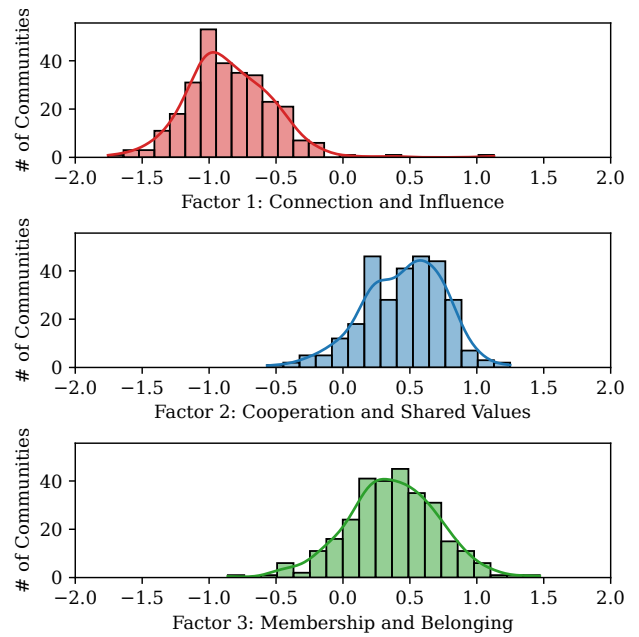 # of Communities
40
20
0
−2.0 −1.5 −1.0 −0.5 0.0 0.5 1.0 1.5 2.0
Factor 1: Connection and Influence
# of Communities
40
20
0
−2.0 −1.5 −1.0 −0.5 0.0 0.5 1.0 1.5 2.0
Factor 2: Cooperation and Shared Values
# of Communities
40
20
0
−2.0 −1.5 −1.0 −0.5 0.0 0.5 1.0 1.5 2.0
Factor 3: Membership and Belonging